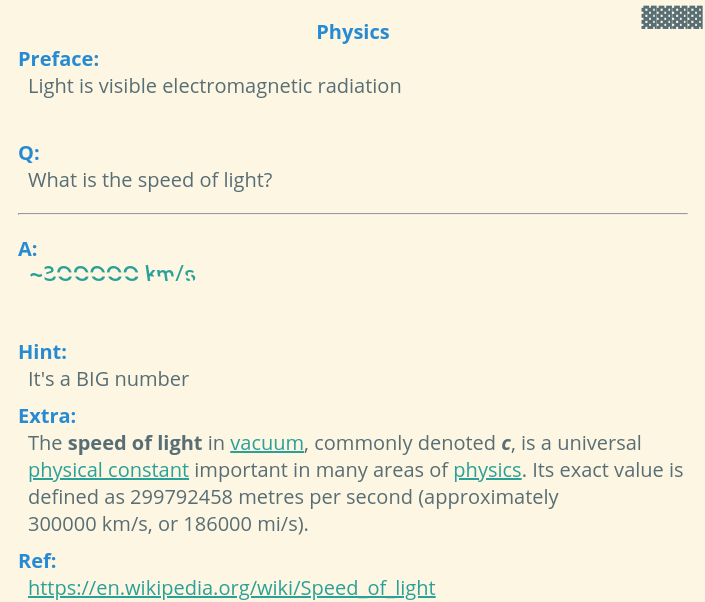 Physics
Preface:
Light is visible electromagnetic radiation
Q:
What is the speed of light?
A:
~300000 km/s
Hint:
It's a BIG number
Extra:
The speed of light in vacuum, commonly denoted c, is a universal
physical constant important in many areas of physics. Its exact value is
defined as 299792458 metres per second (approximately
300000 km/s, or 186000 mi/s).
Ref:
https://en.wikipedia.org/wiki/Speed_of_light